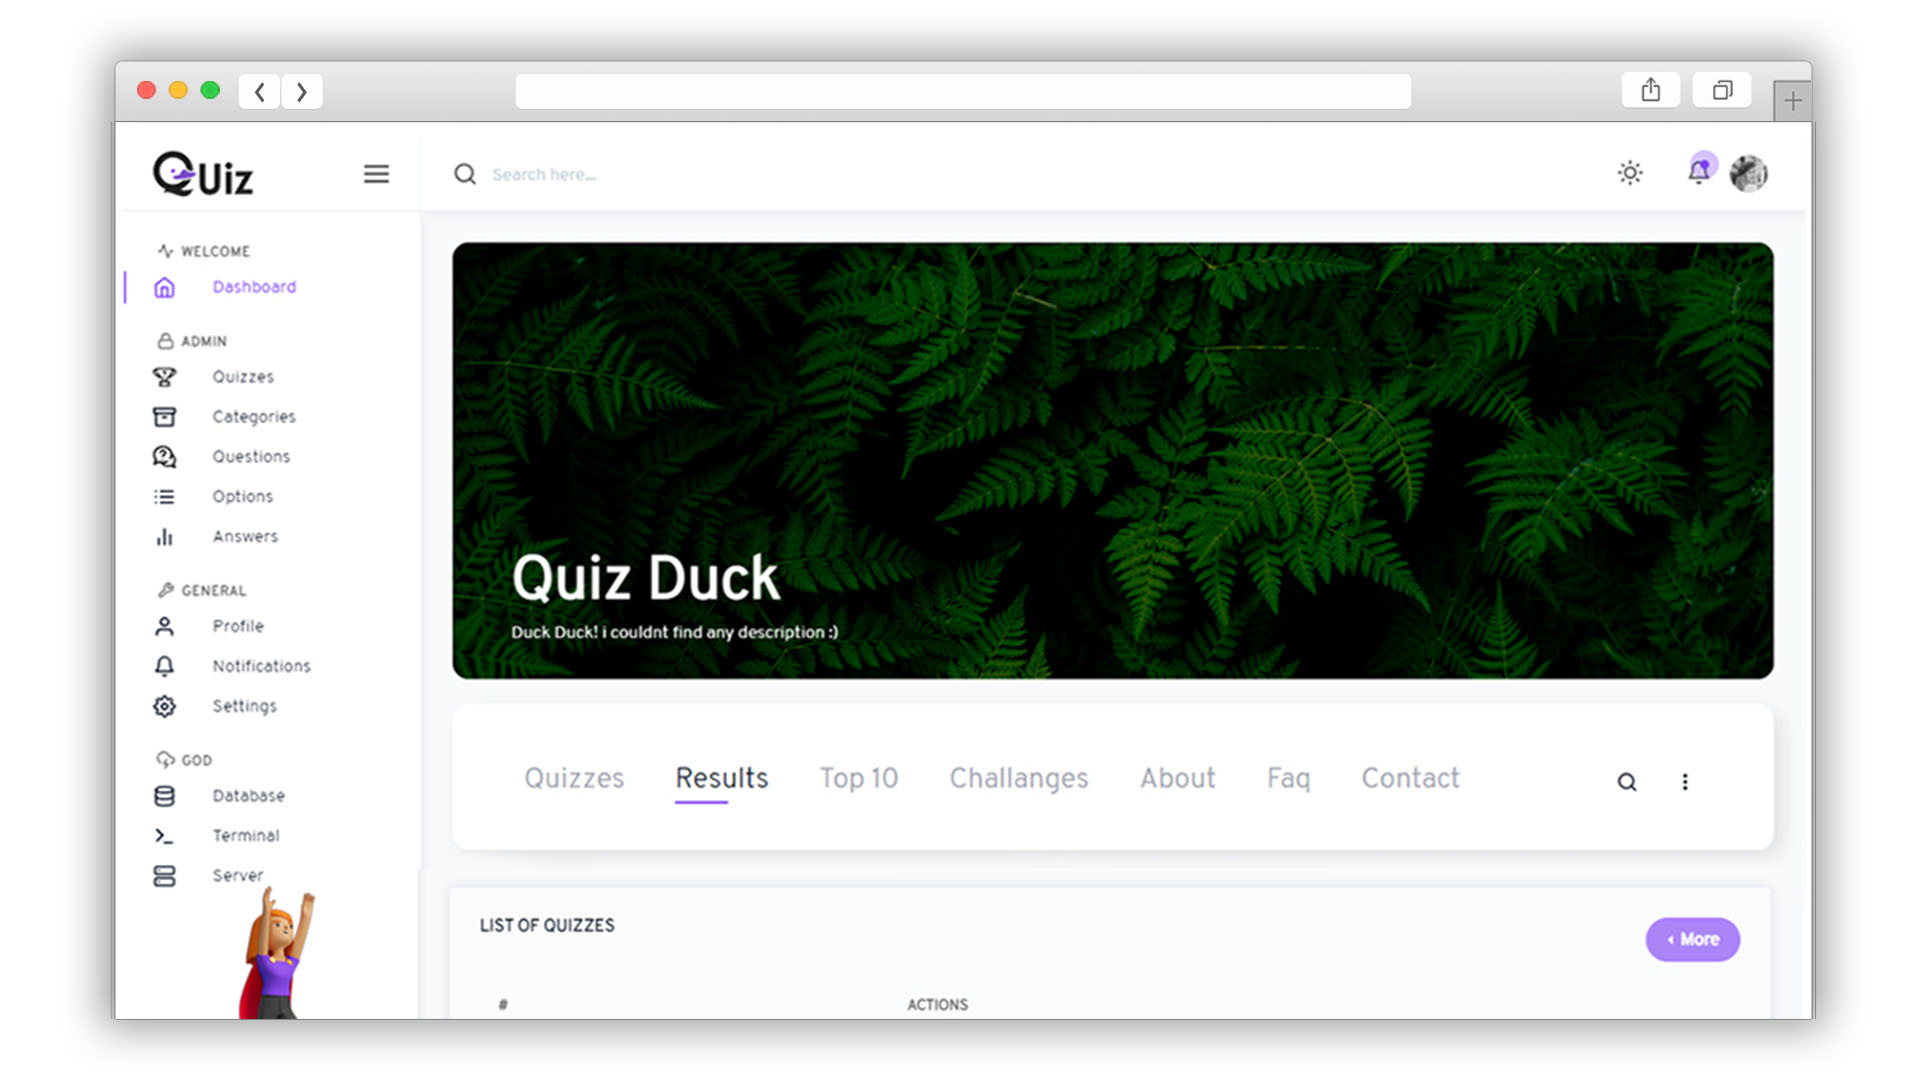 QUiz
Search here...
WELCOME
Dashboard
ADMIN
Quizzes
Categories
Questions
Options
Answers
GENERAL
Profile
Notifications
Settings
GOD
Database
Terminal
Server
Quiz Duck
Duck Duck! i couldnt find any description :)
Quizzes Results Top 10 Challanges About Faq Contact
LIST OF QUIZZES
More
# ACTIONS